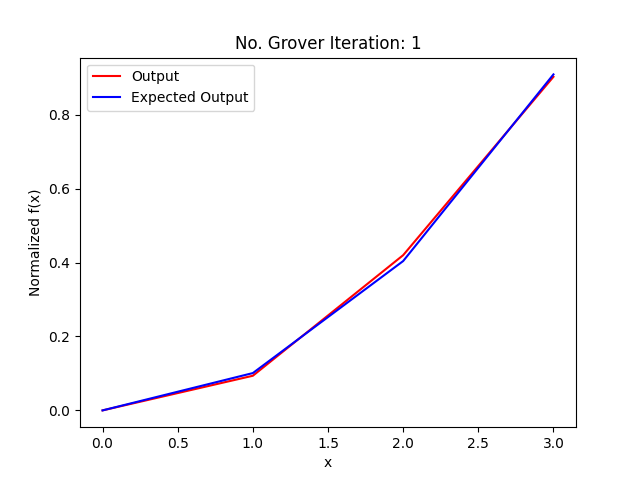 No. Grover Iteration: 1
Output
Expected Output
0.8
0.6
0.4
0.2
0.0
Normalized f(x)
0.0 0.5 1.0 1.5 2.0 2.5 3.0
x